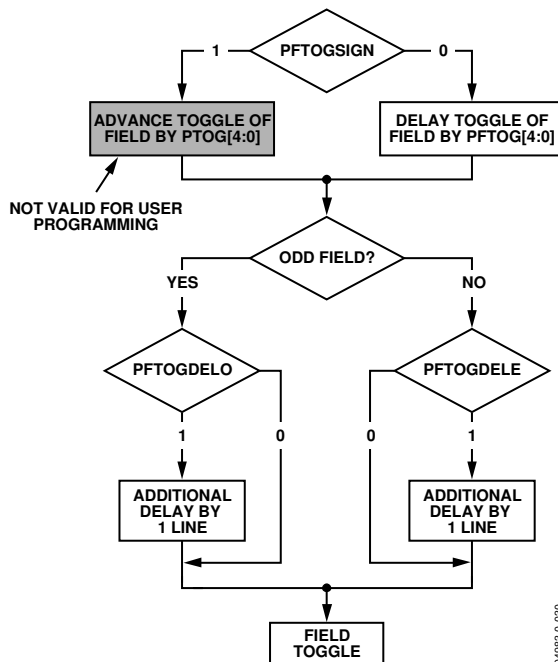 PFTOGSIGN
1
0
ADVANCE TOGGLE OF
FIELD BY PTOG[4:0]
DELAY TOGGLE OF
FIELD BY PFTOG[4:0]
NOT VALID FOR USER
PROGRAMMING
ODD FIELD?
YES
NO
PFTOGDELO
PFTOGDELE
1
0
0
1
ADDITIONAL
DELAY BY
1 LINE
ADDITIONAL
DELAY BY
1 LINE
FIELD
TOGGLE